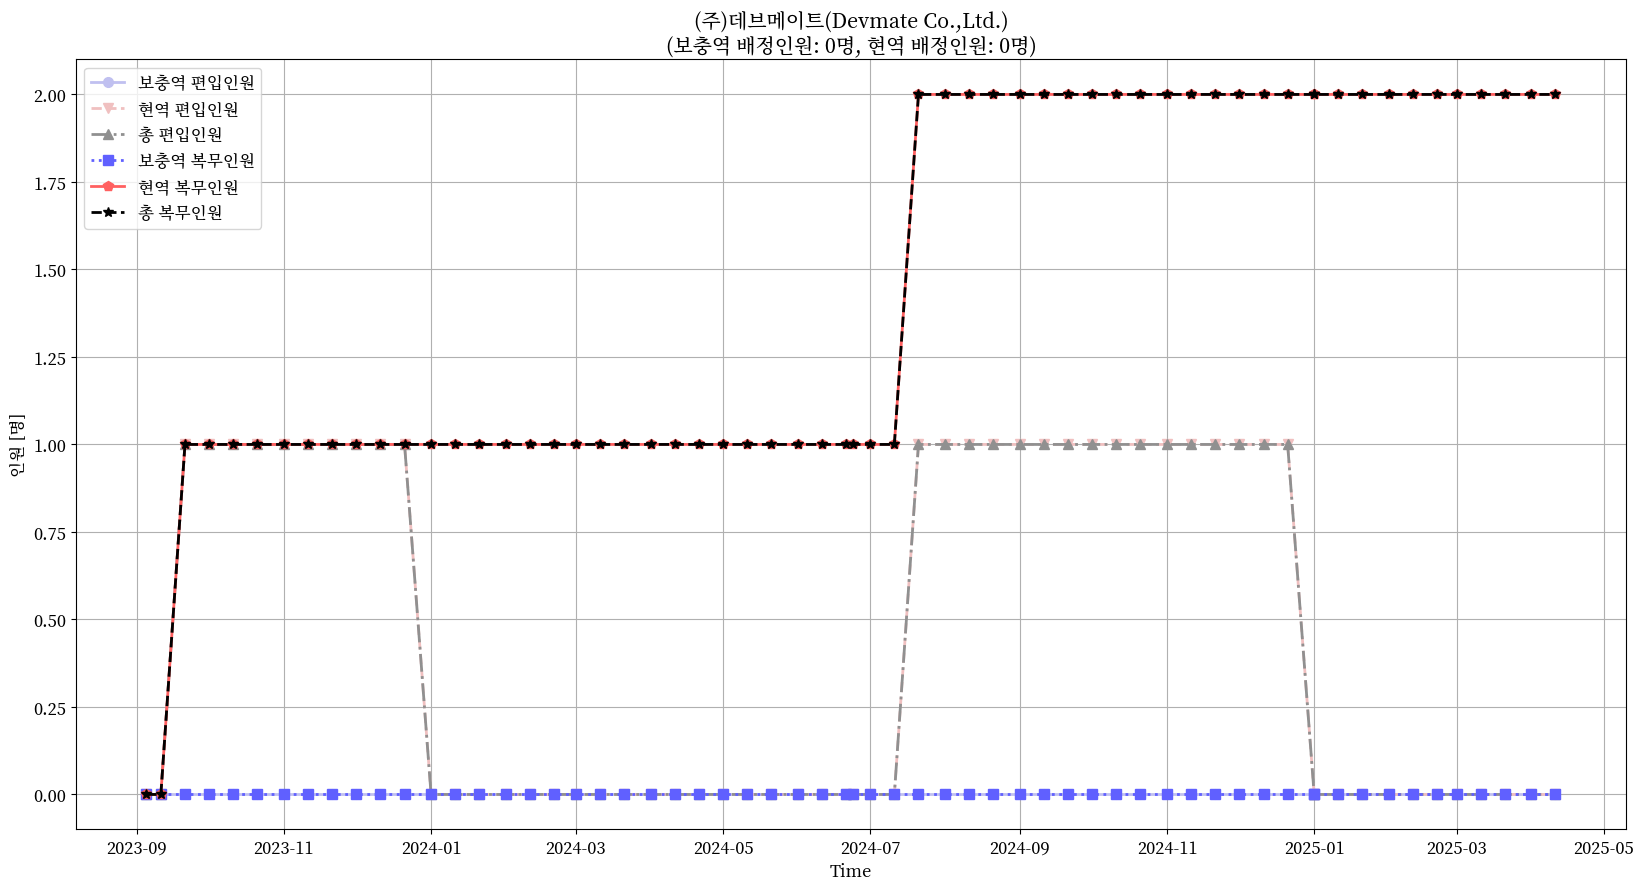 (주)데브메이트(Devmate Co.,Ltd.)
(보충역 배정인원: 0명, 현역 배정인원: 0명)
보충역 편입인원
현역 편입인원
총 편입인원
보충역 복무인원
현역 복무인원
총 복무인원
인원 [명]
2.00
1.75
1.50
1.25
1.00
0.75
0.50
0.25
0.00
2023-09
2023-11
2024-01
2024-03
2024-05
2024-07
2024-09
2024-11
2025-01
2025-03
2025-05
Time